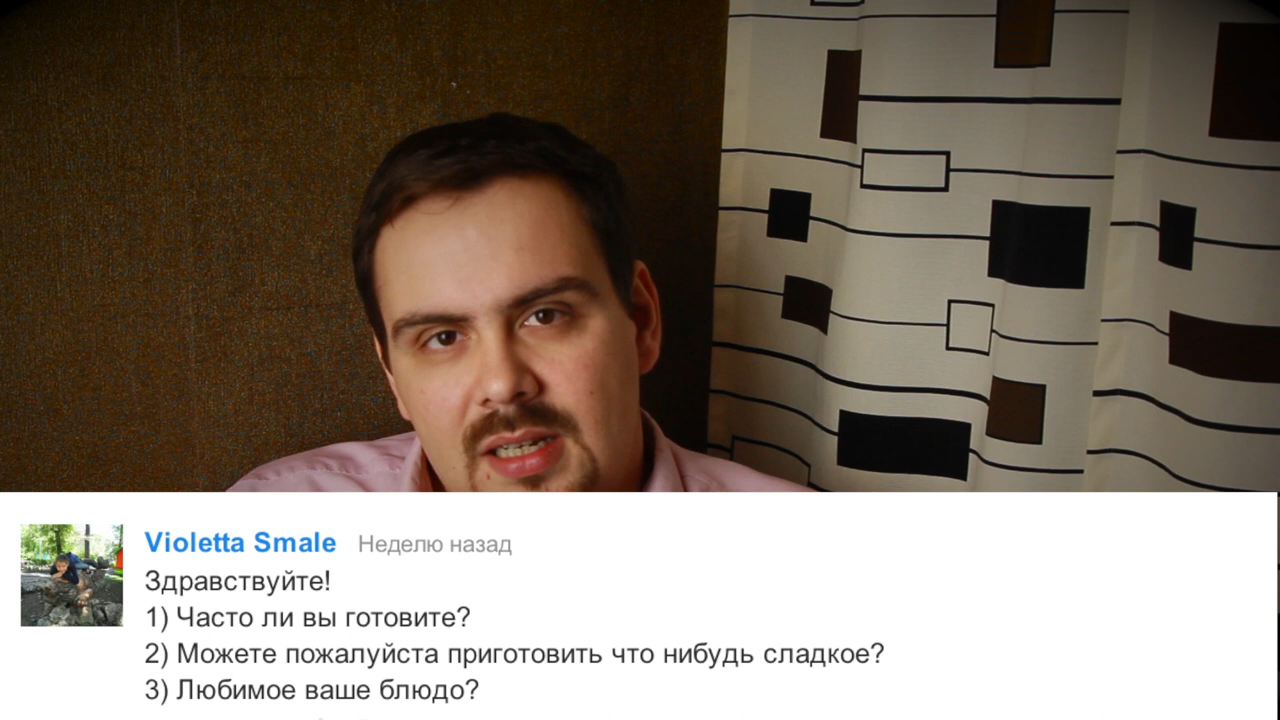 Violetta Smale Неделю назад
Здравствуйте!
1) Часто ли вы готовите?
2) Можете пожалуйста приготовить что нибудь сладкое?
3) Любимое ваше блюдо?